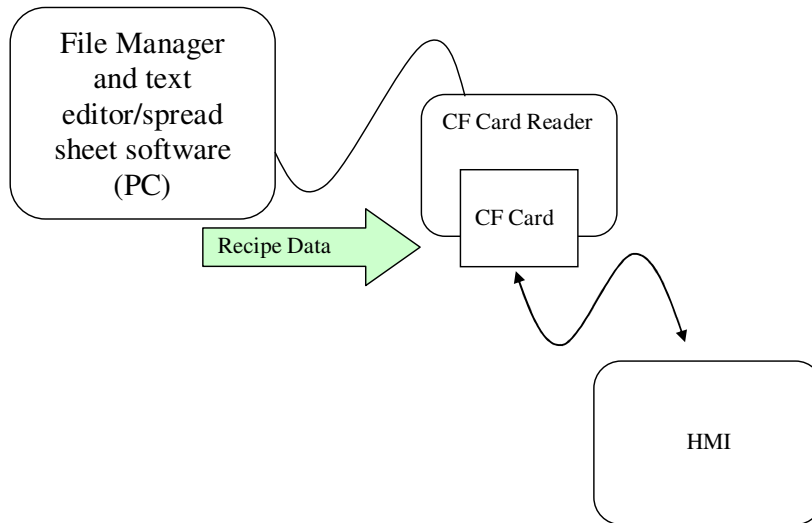 File Manager
and text
editor/spread
sheet software
(PC)
CF Card Reader
CF Card
Recipe Data
HMI